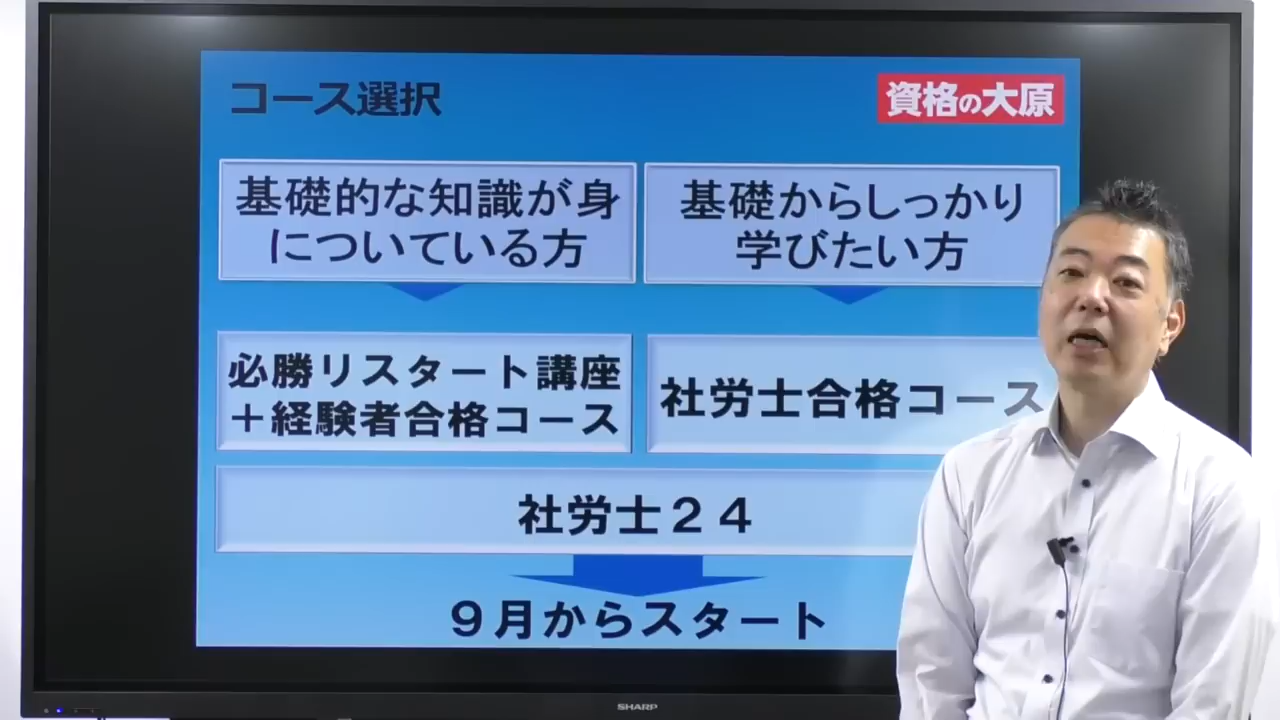 コース選択
資格の大原
基礎的な知識が身
についている方
基礎からしっかり
学びたい方
必勝リスタート講座
＋経験者合格コース
社労士合格コース
社労士２４
９月からスタート
SHARP